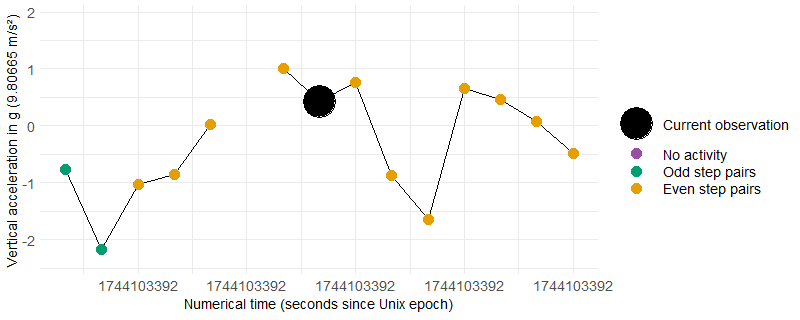 Vertical acceleration in g (9.80665 m/s²)
2
1
0
-1
-2
1744103392
1744103392
1744103392
1744103392
1744103392
Numerical time (seconds since Unix epoch)
Current observation
No activity
Odd step pairs
Even step pairs